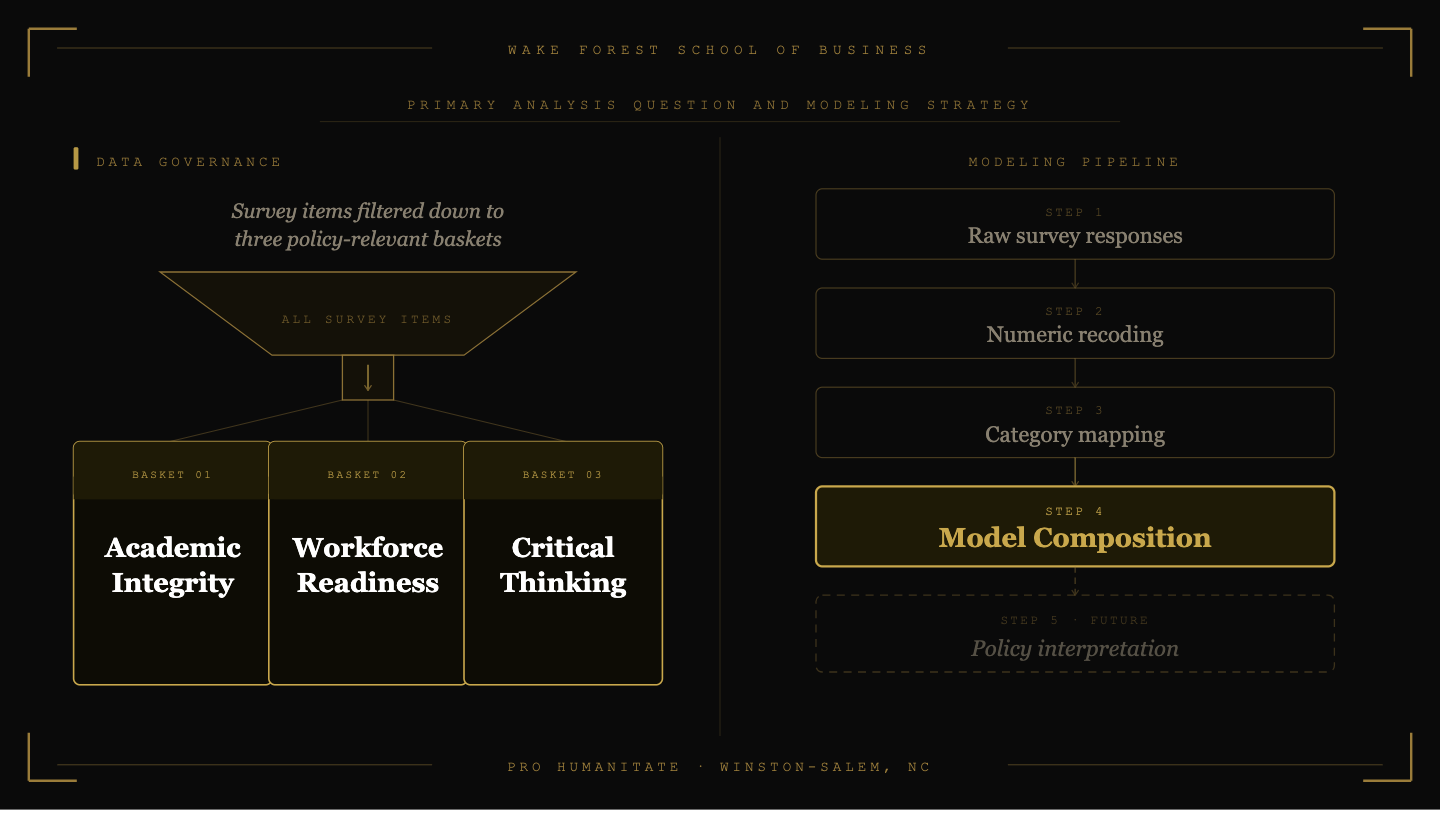 WAKE FOREST SCHOOL OF BUSINESS
PRIMARY ANALYSIS QUESTION AND MODELING STRATEGY
DATA GOVERNANCE
Survey items filtered down to
three policy-relevant baskets
ALL SURVEY ITEMS
BASKET 01
Academic
Integrity
BASKET 02
Workforce
Readiness
BASKET 03
Critical
Thinking
MODELING PIPELINE
STEP 1
Raw survey responses
STEP 2
Numeric recoding
STEP 3
Category mapping
STEP 4
Model Composition
STEP 5 · FUTURE
Policy interpretation
PRO HUMANITATE · WINSTON-SALEM, NC